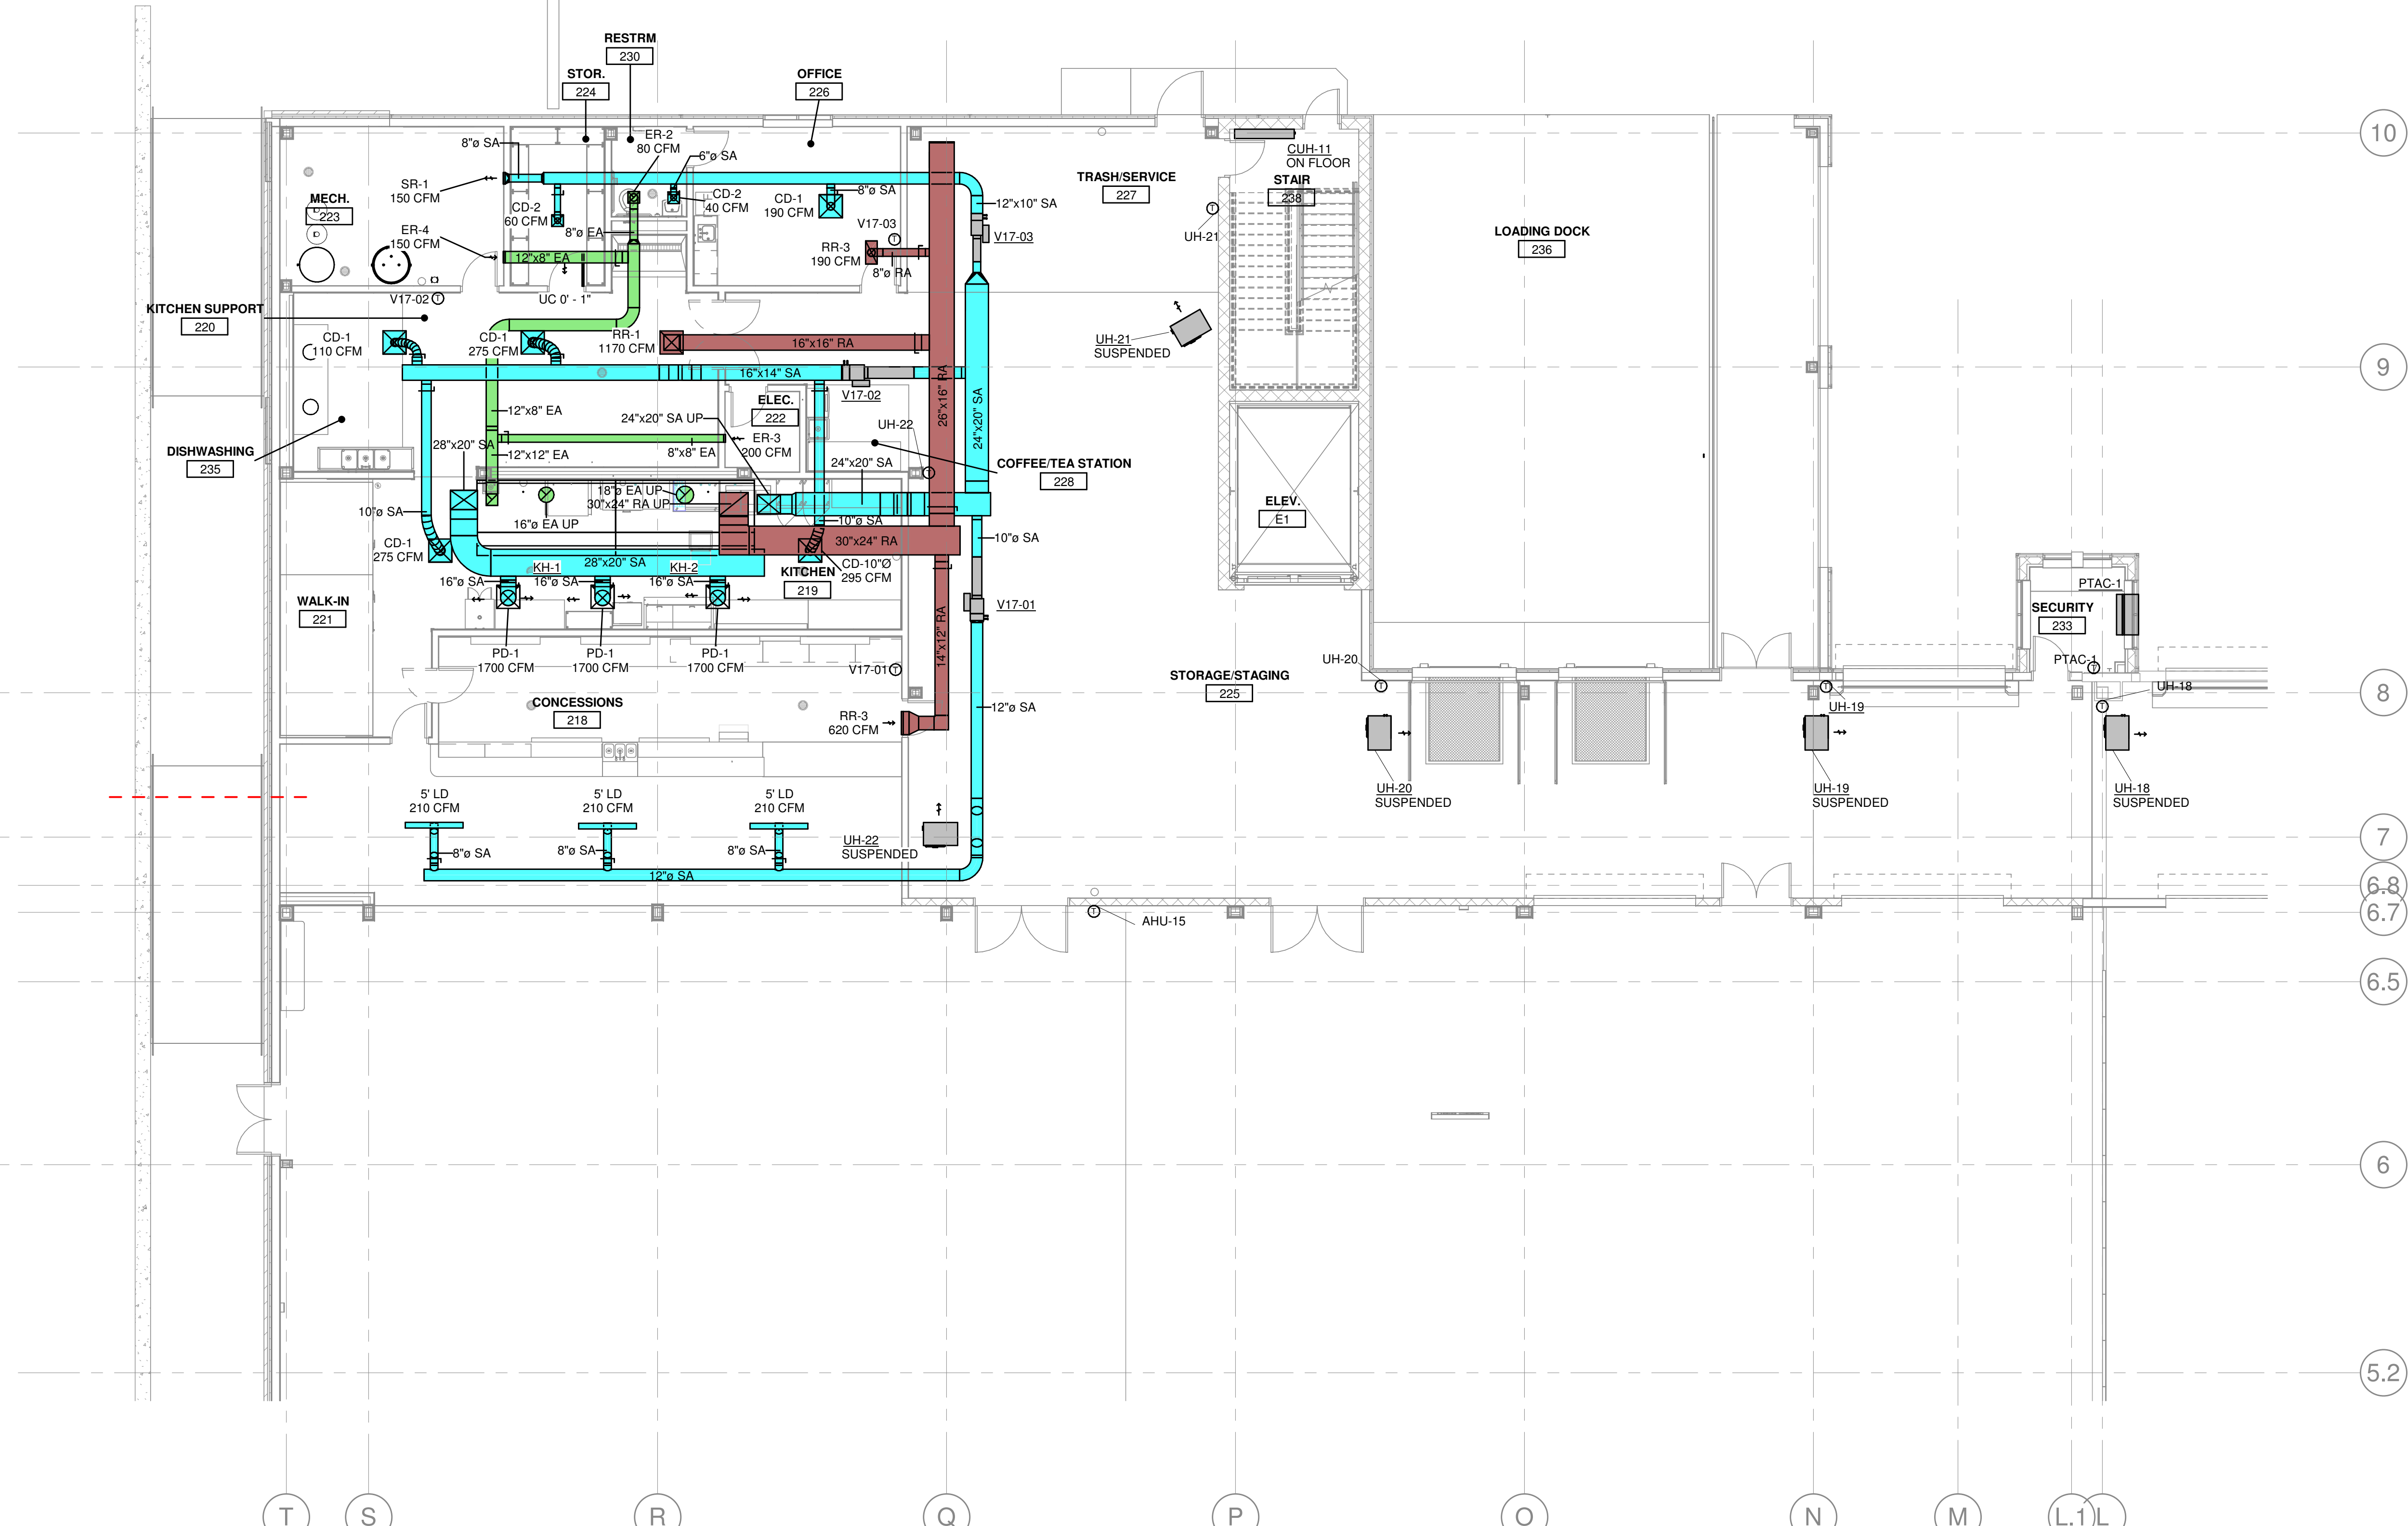 RESTRM
230
STOR.
224
OFFICE
226
ER-2
80 CFM
6"ø SA
8"ø SA
SR-1
150 CFM
MECH.
223
CD-2
60 CFM
CD-2
40 CFM
CD-1
190 CFM
8"ø SA
12"x10" SA
TRASH/SERVICE
227
CUH-11
ON FLOOR
STAIR
238
10
ER-4
150 CFM
8"ø EA
V17-03
V17-03
RR-3
190 CFM
8"ø RA
12"x8" EA
UH-21
LOADING DOCK
236
V17-02
UC 0' - 1"
KITCHEN SUPPORT
220
CD-1
110 CFM
CD-1
275 CFM
RR-1
1170 CFM
16"x16" RA
UH-21
SUSPENDED
16"x14" SA
V17-02
26"x16" RA
24"x20" SA
9
12"x8" EA
24"x20" SA UP
ELEC.
222
UH-22
DISHWASHING
235
28"x20" SA
12"x12" EA
8"x8" EA
ER-3
200 CFM
24"x20" SA
COFFEE/TEA STATION
228
18"ø EA UP
30"x24" RA UP
16"ø EA UP
10"ø SA
10"ø SA
CD-1
275 CFM
30"x24" RA
10"ø SA
ELEV.
E1
28"x20" SA
KH-1
KH-2
16"ø SA
16"ø SA
16"ø SA
KITCHEN
219
CD-10"Ø
295 CFM
WALK-IN
221
V17-01
14"x12" RA
PTAC-1
SECURITY
233
PTAC-1
PD-1
1700 CFM
PD-1
1700 CFM
PD-1
1700 CFM
V17-01
UH-20
STORAGE/STAGING
225
UH-18
8
CONCESSIONS
218
RR-3
620 CFM
12"ø SA
UH-19
5' LD
210 CFM
5' LD
210 CFM
5' LD
210 CFM
UH-20
SUSPENDED
UH-19
SUSPENDED
UH-18
SUSPENDED
UH-22
SUSPENDED
7
8"ø SA
8"ø SA
8"ø SA
12"ø SA
6.8
6.7
AHU-15
6.5
6
5.2
T
S
R
Q
P
O
N
M
L.1
L